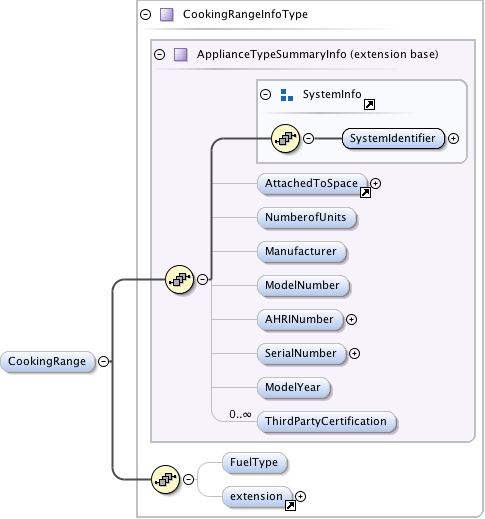 CookingRangeInfoType
ApplianceTypeSummaryInfo (extension base)
SystemInfo
SystemIdentifier
AttachedToSpace
NumberofUnits
Manufacturer
ModelNumber
AHRINumber
SerialNumber
ModelYear
0..∞
ThirdPartyCertification
CookingRange
FuelType
extension